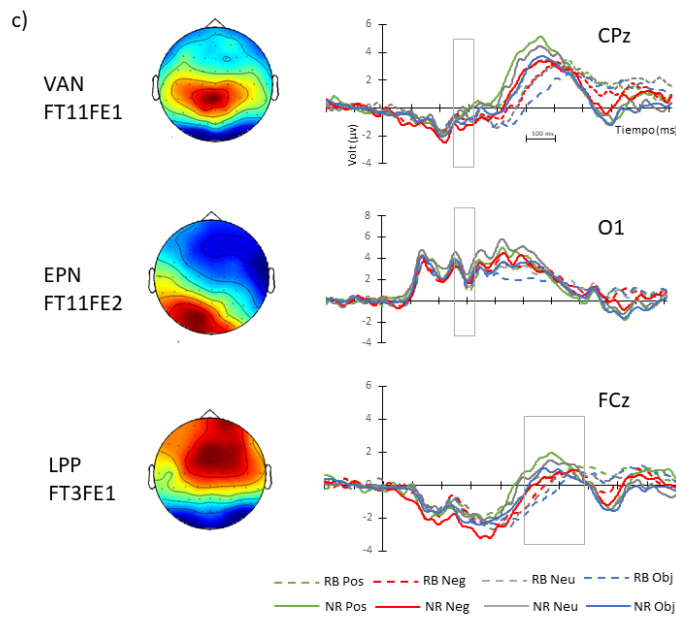 c)
VAN
FT11FE1
CPz
6
4
2
0
-2
-4
Volt (µv)
100 ms
Tiempo (ms)
EPN
FT11FE2
O1
8
6
4
2
0
-2
-4
LPP
FT3FE1
FCz
6
4
2
0
-2
-4
RB Pos RB Neg RB Neu RB Obj
NR Pos NR Neg NR Neu NR Obj